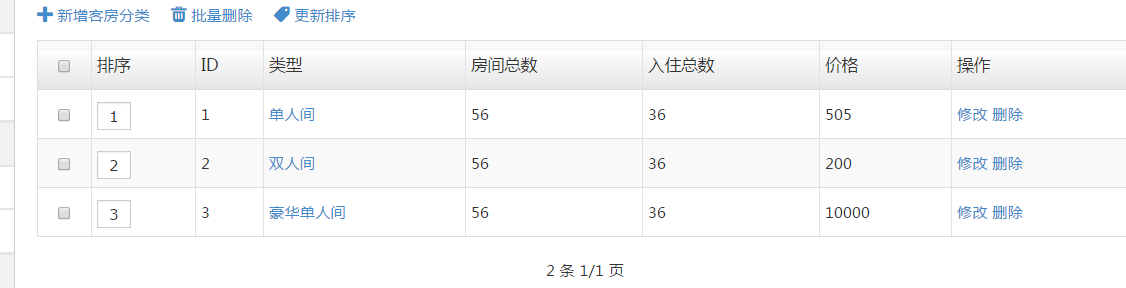 新增客房分类 批量删除 更新排序
排序 ID 类型 房间总数 入住总数 价格 操作
1 1 单人间 56 36 505 修改 删除
2 2 双人间 56 36 200 修改 删除
3 3 豪华单人间 56 36 10000 修改 删除
2 条 1/1 页